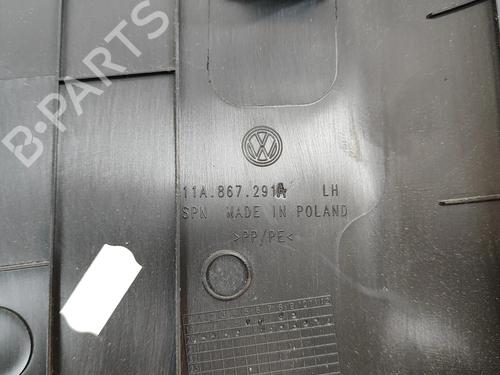 B-PARTS
11A.867.291A LH
SPN MADE IN POLAND
>PP/PE<